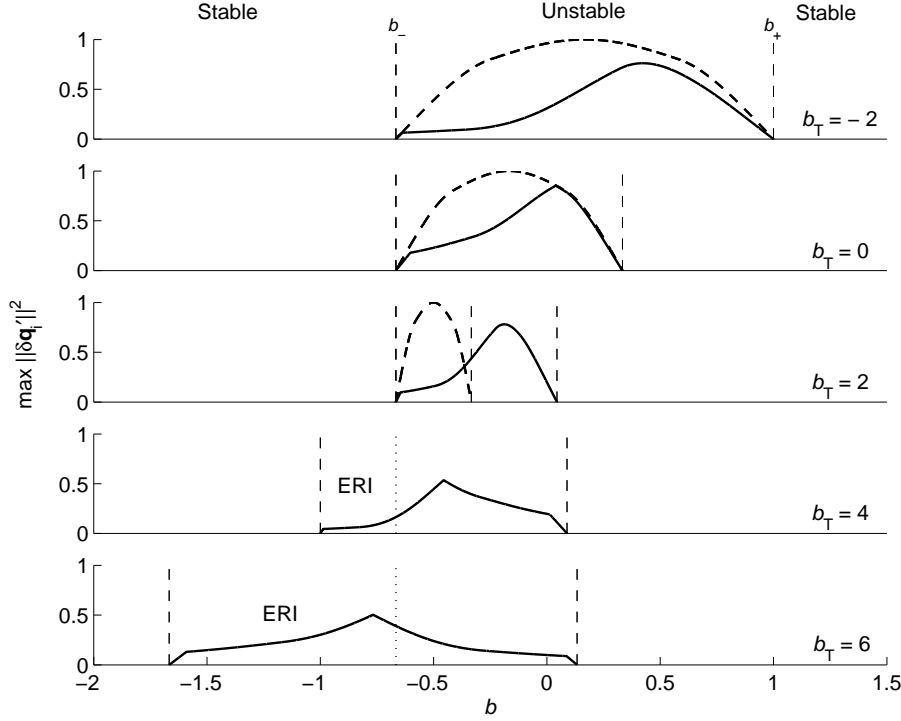 Stable Unstable Stable
b₋ b₊
1
0.5
0
b_T = − 2
1
0.5
0
b_T = 0
max ||δq_i′||²
1
0.5
0
b_T = 2
1
0.5
0
ERI
b_T = 4
1
0.5
0
ERI
b_T = 6
−2 −1.5 −1 −0.5 0 0.5 1 1.5
b